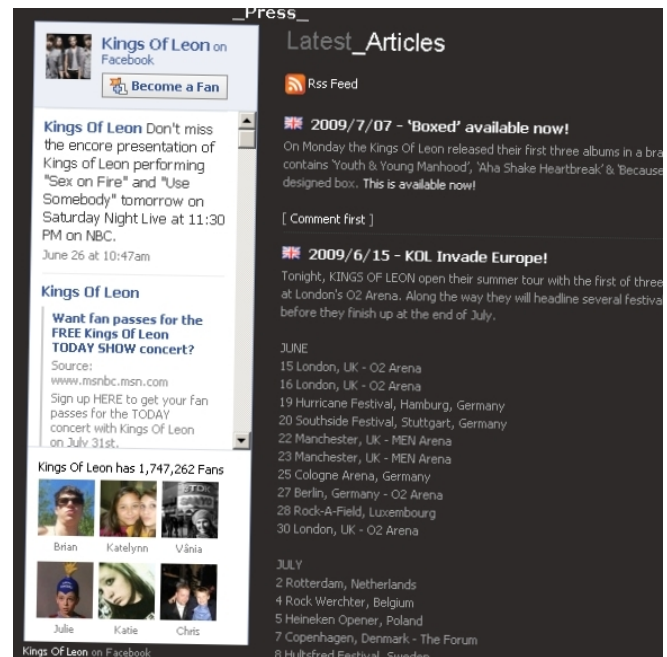 _Press_
Kings Of Leon on
Facebook
Become a Fan
Kings Of Leon Don't miss
the encore presentation of
Kings of Leon performing
"Sex on Fire" and "Use
Somebody" tomorrow on
Saturday Night Live at 11:30
PM on NBC.
June 26 at 10:47am
Kings Of Leon
Want fan passes for the
FREE Kings Of Leon
TODAY SHOW concert?
Source:
www.msnbc.msn.com
Sign up HERE to get your fan
passes for the TODAY
concert with Kings Of Leon
on July 31st.
Kings Of Leon has 1,747,262 Fans
Brian Katelynn Vânia
Julie Katie Chris
Kings Of Leon on Facebook
Latest_Articles
Rss Feed
2009/7/07 - 'Boxed' available now!
On Monday the Kings Of Leon released their first three albums in a bra
contains 'Youth & Young Manhood', 'Aha Shake Heartbreak' & 'Because
designed box. This is available now!
[ Comment first ]
2009/6/15 - KOL Invade Europe!
Tonight, KINGS OF LEON open their summer tour with the first of three
at London's O2 Arena. Along the way they will headline several festival
before they finish up at the end of July.
JUNE
15 London, UK - O2 Arena
16 London, UK - O2 Arena
19 Hurricane Festival, Hamburg, Germany
20 Southside Festival, Stuttgart, Germany
22 Manchester, UK - MEN Arena
23 Manchester, UK - MEN Arena
25 Cologne Arena, Germany
27 Berlin, Germany - O2 Arena
28 Rock-A-Field, Luxembourg
30 London, UK - O2 Arena
JULY
2 Rotterdam, Netherlands
4 Rock Werchter, Belgium
5 Heineken Opener, Poland
7 Copenhagen, Denmark - The Forum
8 Hultsfred Festival, Sweden